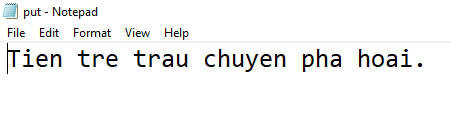 put - Notepad
File Edit Format View Help
Tien tre trau chuyen pha hoai.